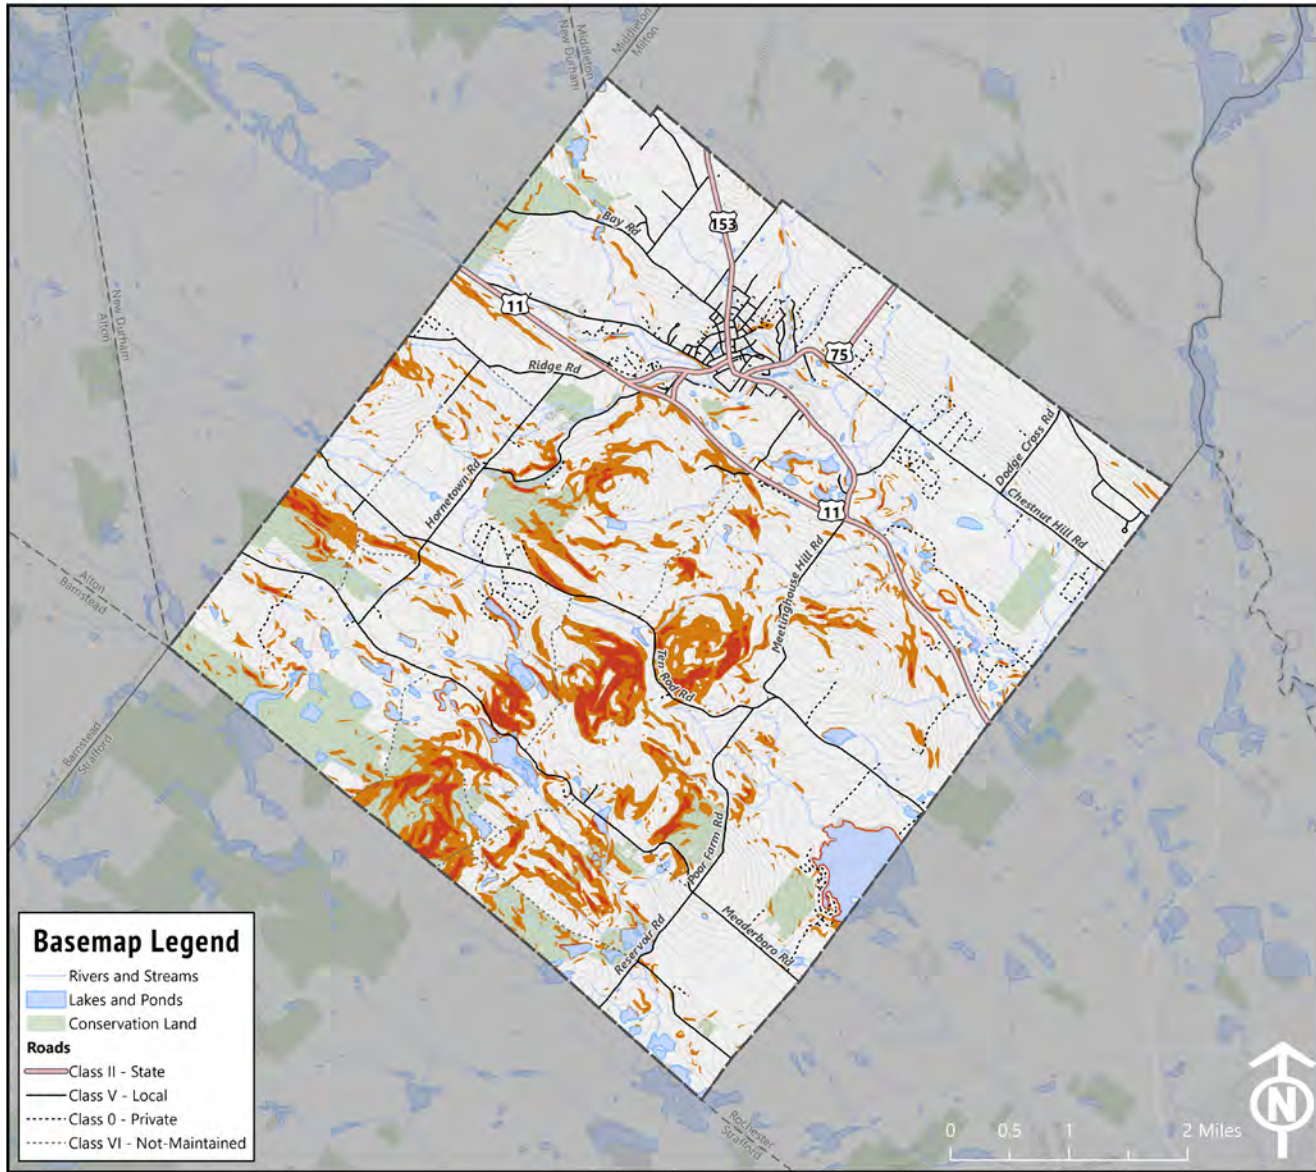 Middleton
New Durham
Middleton
Milton
Bay Rd
153
11
New Durham
Alton
Ridge Rd
75
Dodge Cross Rd
Chestnut Hill Rd
Hornetown Rd
11
Meetinghouse Hill Rd
Alton
Barnstead
Ten Rod Rd
Barnstead
Strafford
Poor Farm Rd
Meaderboro Rd
Reservoir Rd
Basemap Legend
Rivers and Streams
Lakes and Ponds
Conservation Land
Roads
Class II - State
Class V - Local
Class 0 - Private
Class VI - Not-Maintained
Rochester
Strafford
0 0.5 1 2 Miles
N